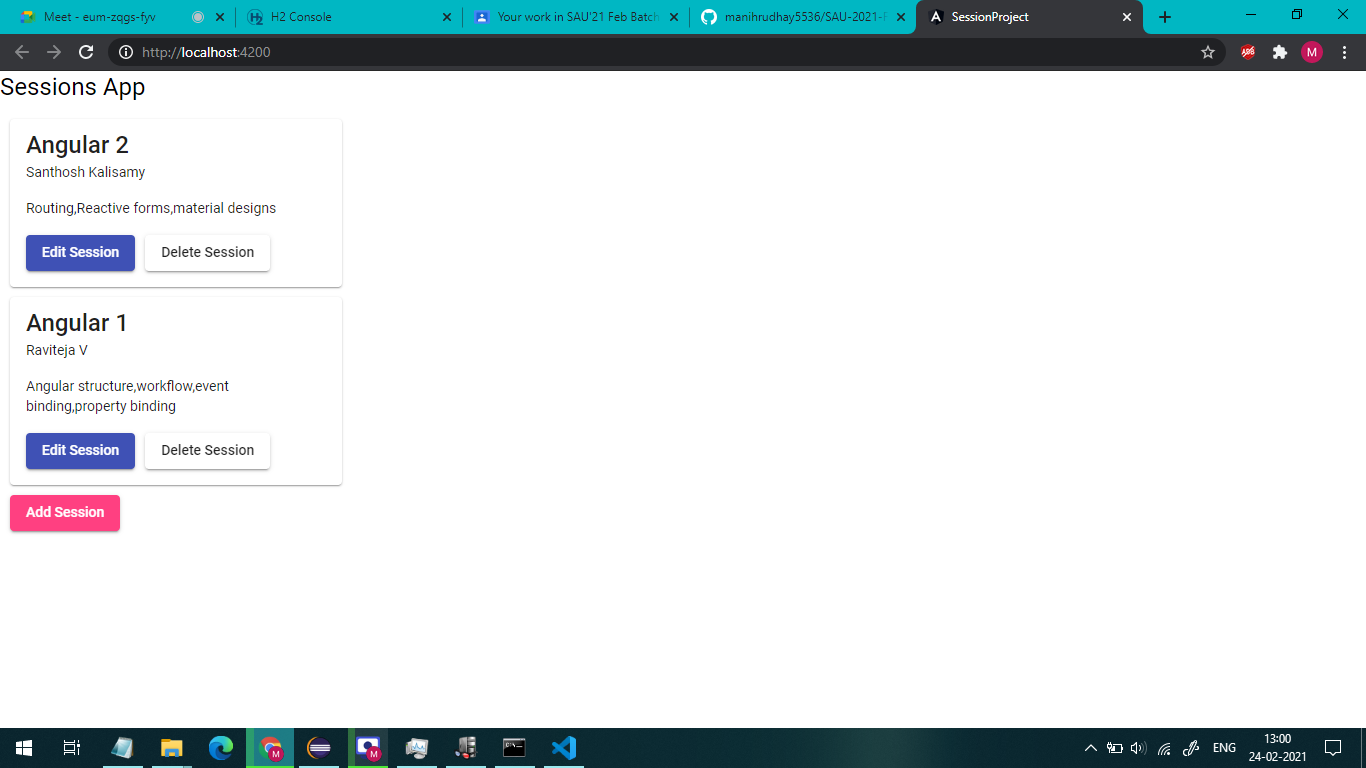 Meet - eum-zqgs-fyv
H2 Console
Your work in SAU'21 Feb Batch
manihrudhay5536/SAU-2021-F
SessionProject
http://localhost:4200
ABP
M
Sessions App
Angular 2
Santhosh Kalisamy
Routing,Reactive forms,material designs
Edit Session
Delete Session
Angular 1
Raviteja V
Angular structure,workflow,event
binding,property binding
Edit Session
Delete Session
Add Session
M
M
ENG
13:00
24-02-2021